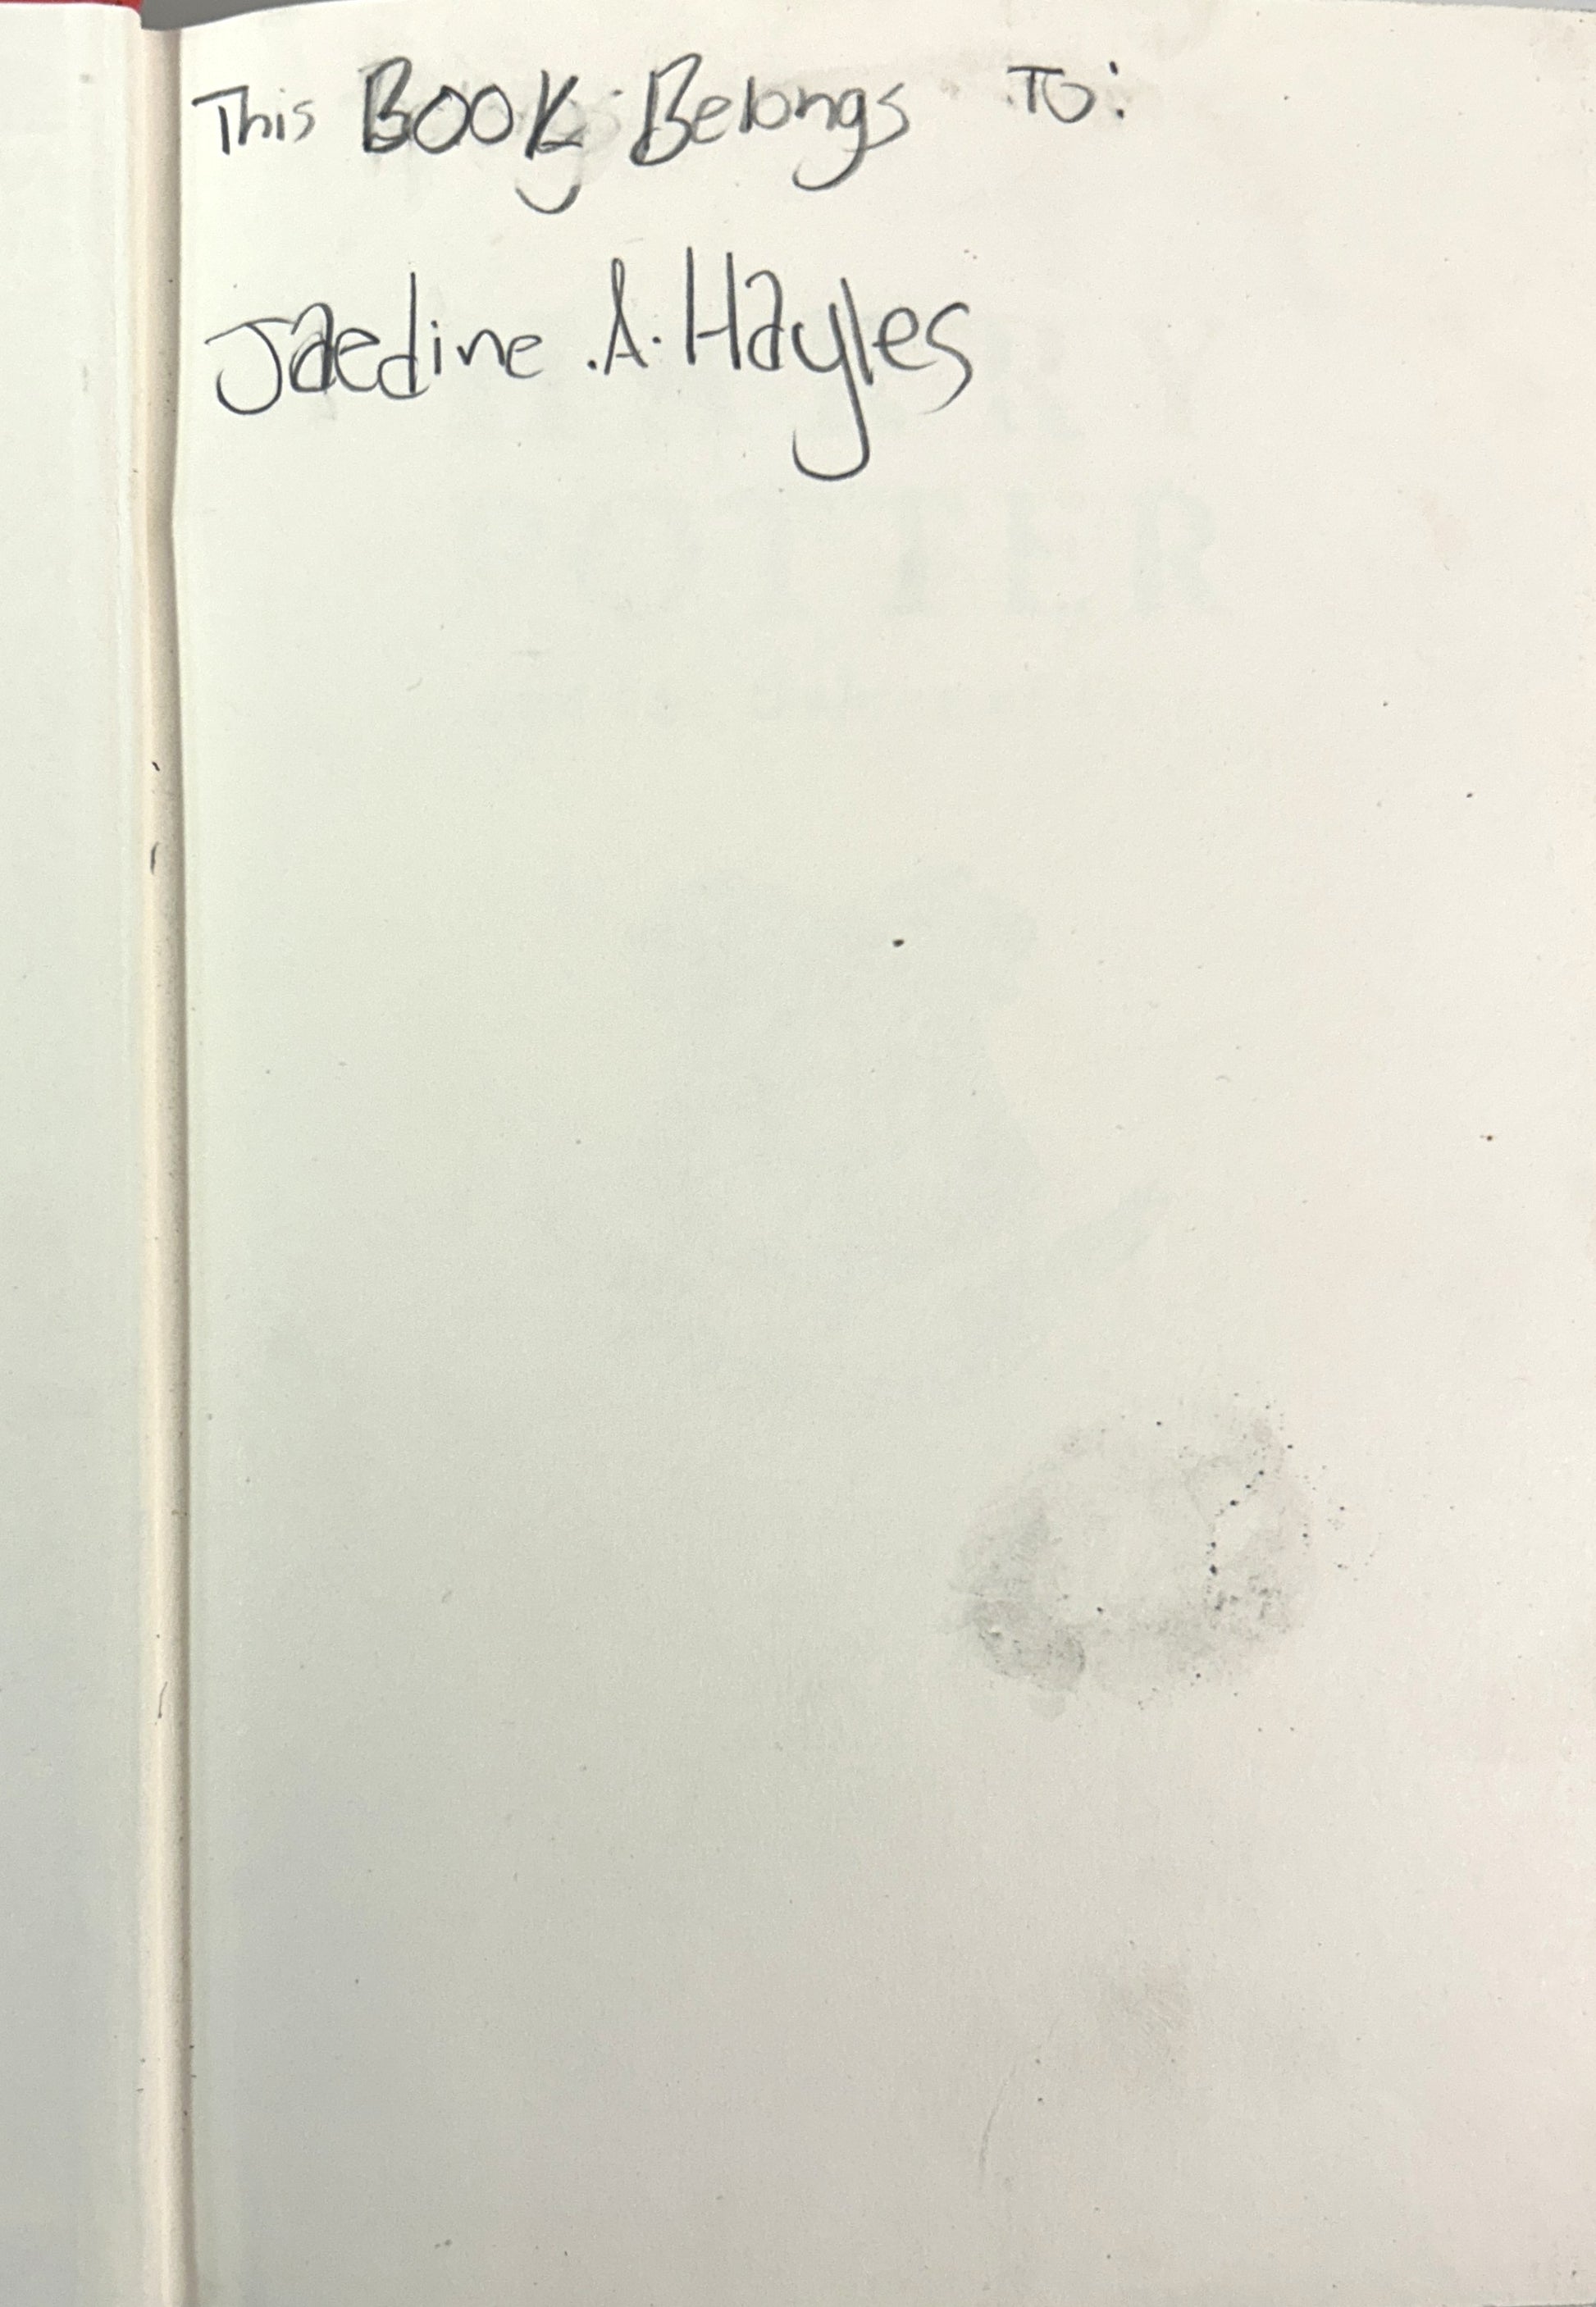 This BOOK Belongs To:
Jaedine .A. Hayles